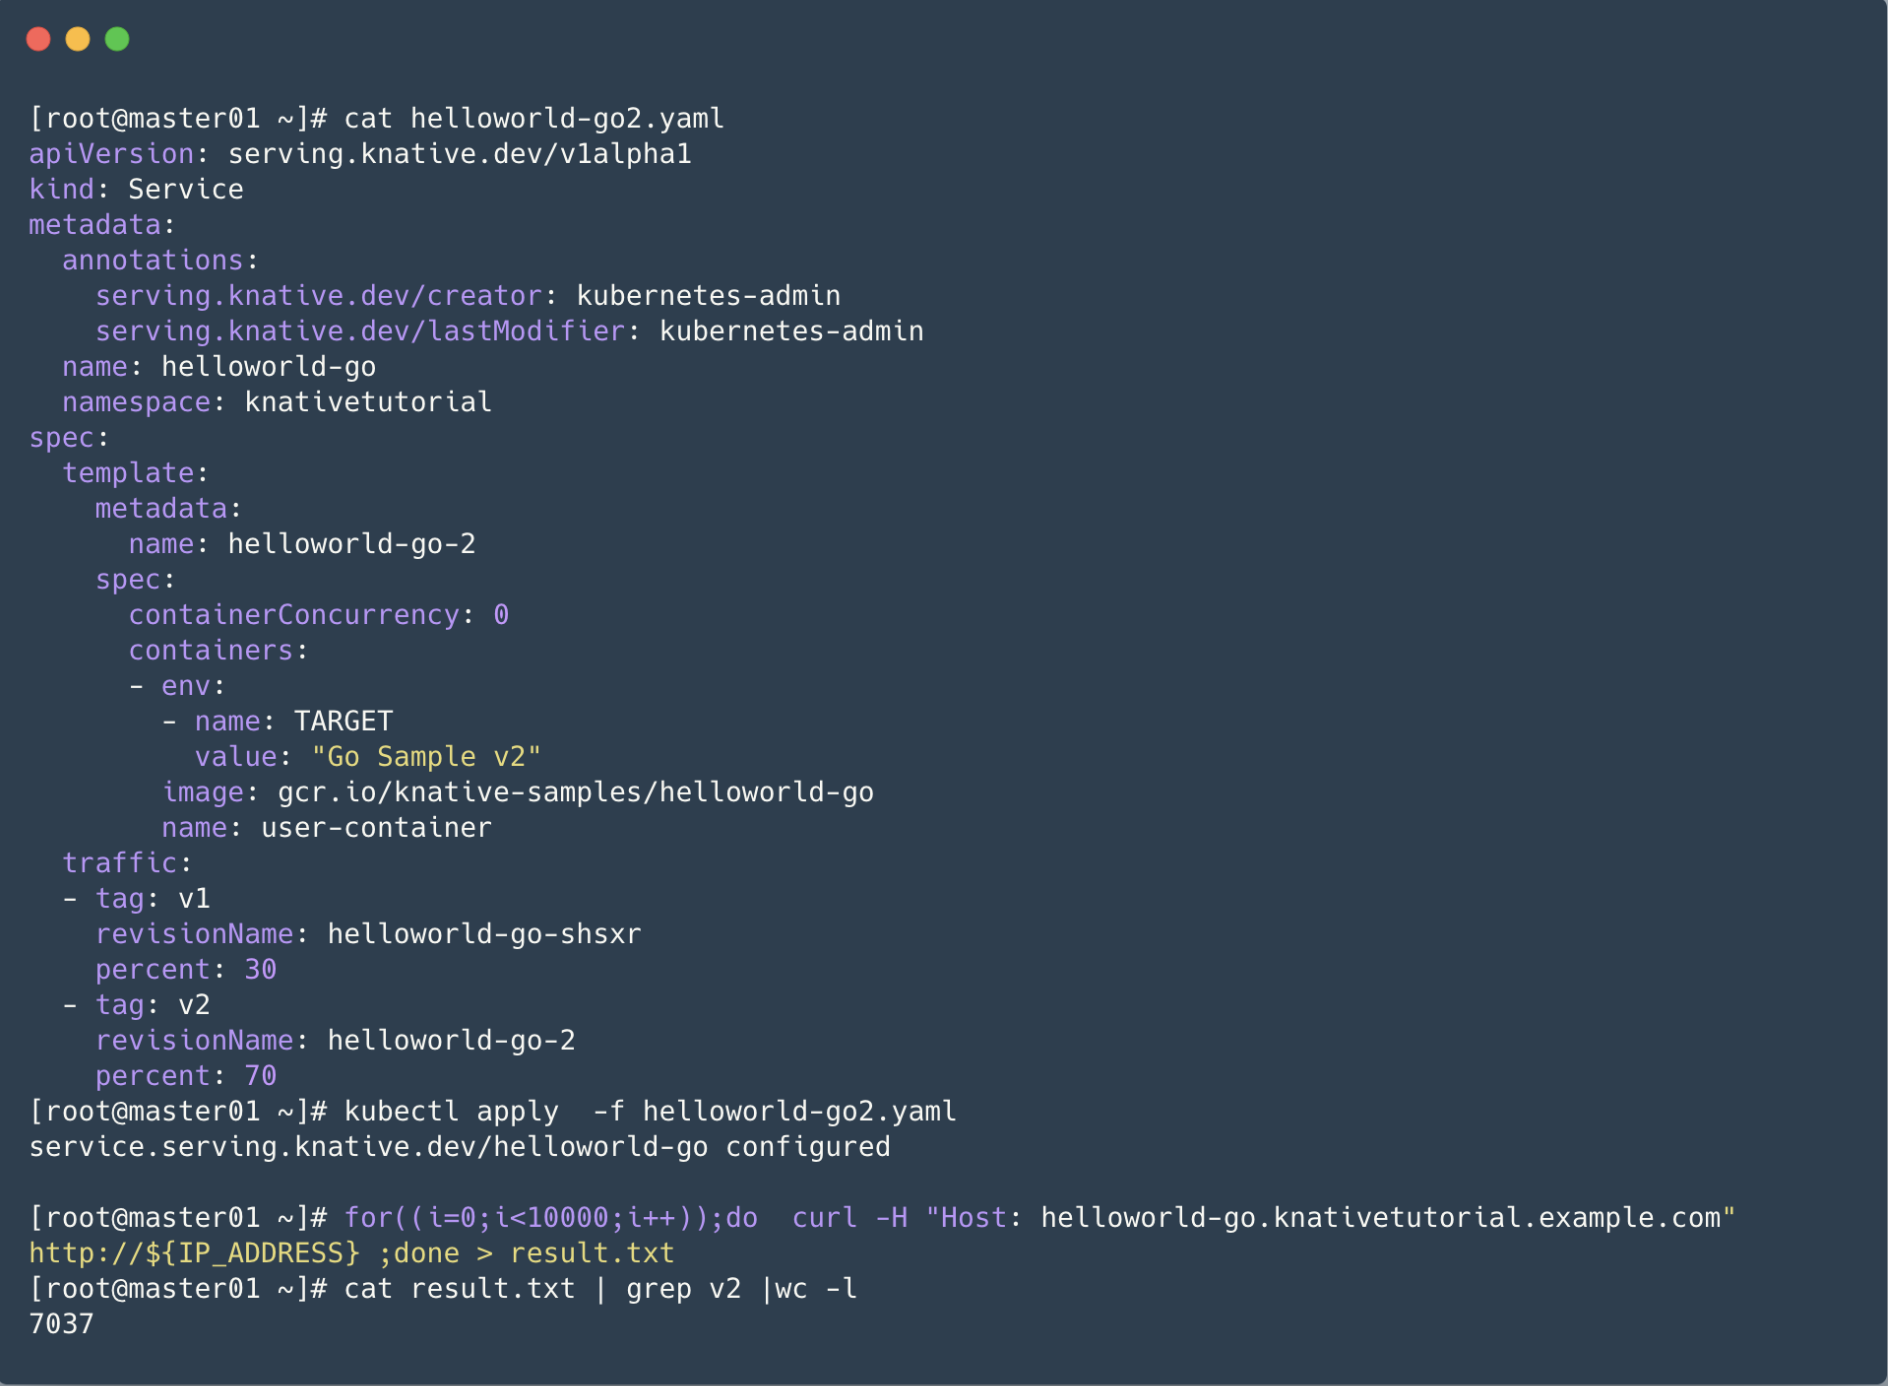 [root@master01 ~]# cat helloworld-go2.yaml
apiVersion: serving.knative.dev/v1alpha1
kind: Service
metadata:
  annotations:
    serving.knative.dev/creator: kubernetes-admin
    serving.knative.dev/lastModifier: kubernetes-admin
  name: helloworld-go
  namespace: knativetutorial
spec:
  template:
    metadata:
      name: helloworld-go-2
    spec:
      containerConcurrency: 0
      containers:
      - env:
        - name: TARGET
          value: "Go Sample v2"
        image: gcr.io/knative-samples/helloworld-go
        name: user-container
  traffic:
  - tag: v1
    revisionName: helloworld-go-shsxr
    percent: 30
  - tag: v2
    revisionName: helloworld-go-2
    percent: 70
[root@master01 ~]# kubectl apply  -f helloworld-go2.yaml
service.serving.knative.dev/helloworld-go configured

[root@master01 ~]# for((i=0;i<10000;i++));do  curl -H "Host: helloworld-go.knativetutorial.example.com"
http://${IP_ADDRESS} ;done > result.txt
[root@master01 ~]# cat result.txt | grep v2 |wc -l
7037